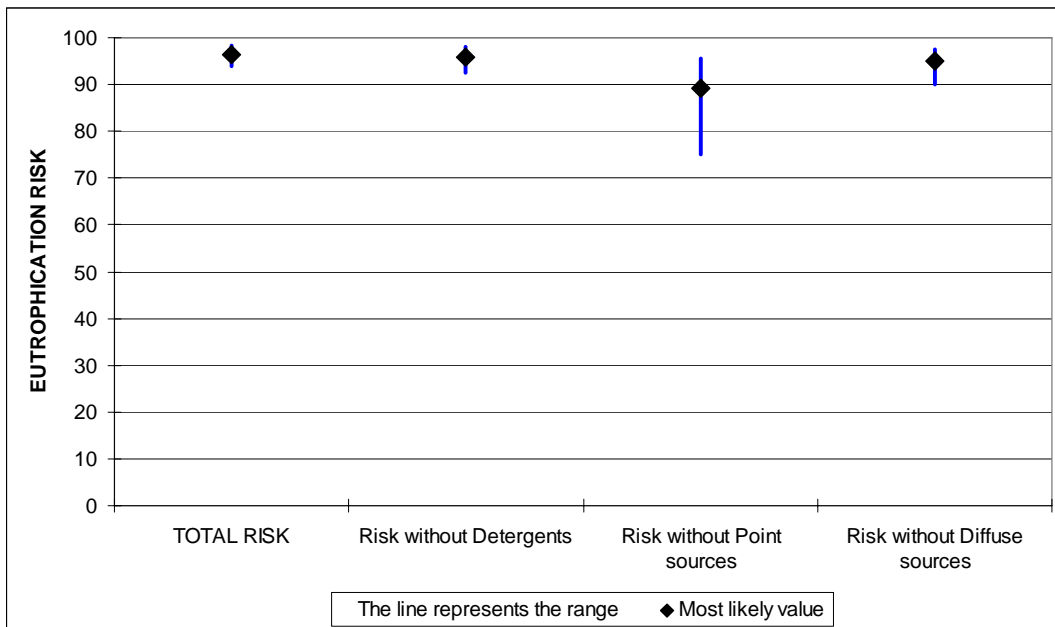 100
90
80
70
60
50
40
30
20
10
0
EUTROPHICATION RISK
TOTAL RISK
Risk without Detergents
Risk without Point
sources
Risk without Diffuse
sources
The line represents the range
Most likely value